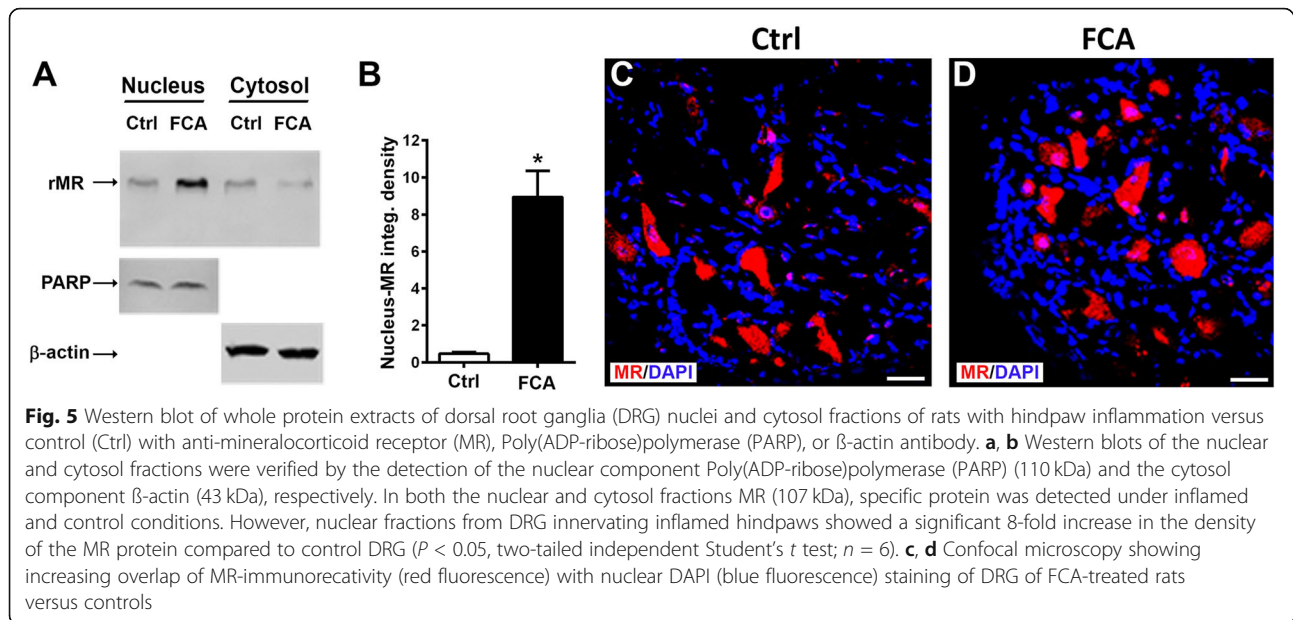 Ctrl
FCA
A
Nucleus Cytosol
Ctrl FCA Ctrl FCA
rMR
PARP
β-actin
B
Nucleus-MR integ. density
12
10
8
6
4
2
0
*
Ctrl FCA
C
MR/DAPI
D
MR/DAPI
Fig. 5 Western blot of whole protein extracts of dorsal root ganglia (DRG) nuclei and cytosol fractions of rats with hindpaw inflammation versus
control (Ctrl) with anti-mineralocorticoid receptor (MR), Poly(ADP-ribose)polymerase (PARP), or ß-actin antibody. a, b Western blots of the nuclear
and cytosol fractions were verified by the detection of the nuclear component Poly(ADP-ribose)polymerase (PARP) (110 kDa) and the cytosol
component ß-actin (43 kDa), respectively. In both the nuclear and cytosol fractions MR (107 kDa), specific protein was detected under inflamed
and control conditions. However, nuclear fractions from DRG innervating inflamed hindpaws showed a significant 8-fold increase in the density
of the MR protein compared to control DRG (P < 0.05, two-tailed independent Student's t test; n = 6). c, d Confocal microscopy showing
increasing overlap of MR-immunorecativity (red fluorescence) with nuclear DAPI (blue fluorescence) staining of DRG of FCA-treated rats
versus controls